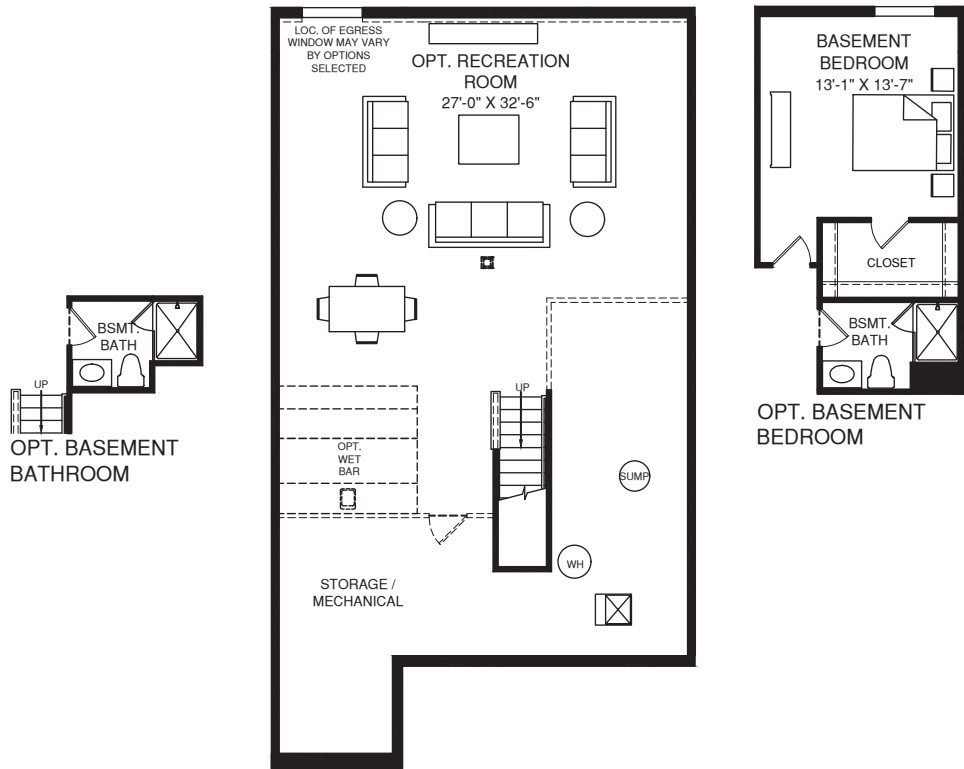 LOC. OF EGRESS
WINDOW MAY VARY
BY OPTIONS
SELECTED
OPT. RECREATION
ROOM
27'-0" X 32'-6"
UP
OPT.
WET
BAR
SUMP
WH
STORAGE /
MECHANICAL
BSMT.
BATH
UP
OPT. BASEMENT
BATHROOM
BASEMENT
BEDROOM
13'-1" X 13'-7"
CLOSET
BSMT.
BATH
OPT. BASEMENT
BEDROOM